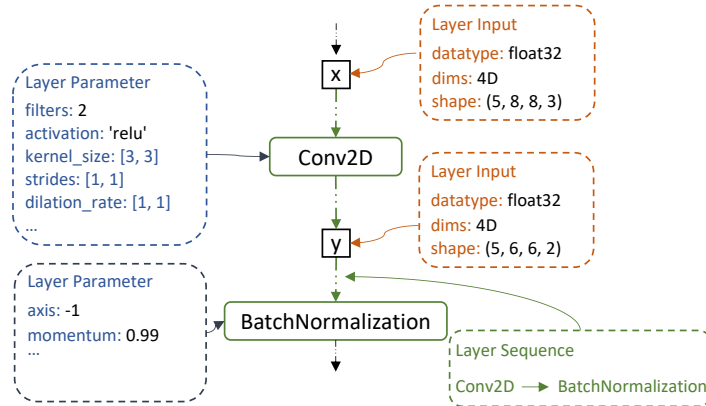 Layer Input
datatype: float32
dims: 4D
shape: (5, 8, 8, 3)
x
Layer Parameter
filters: 2
activation: 'relu'
kernel_size: [3, 3]
strides: [1, 1]
dilation_rate: [1, 1]
...
Conv2D
Layer Input
datatype: float32
dims: 4D
shape: (5, 6, 6, 2)
y
Layer Parameter
axis: -1
momentum: 0.99
...
BatchNormalization
Layer Sequence
Conv2D BatchNormalization